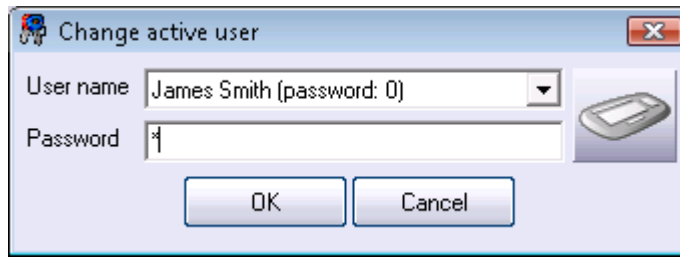 Change active user
User name James Smith (password: 0)
Password *
OK Cancel